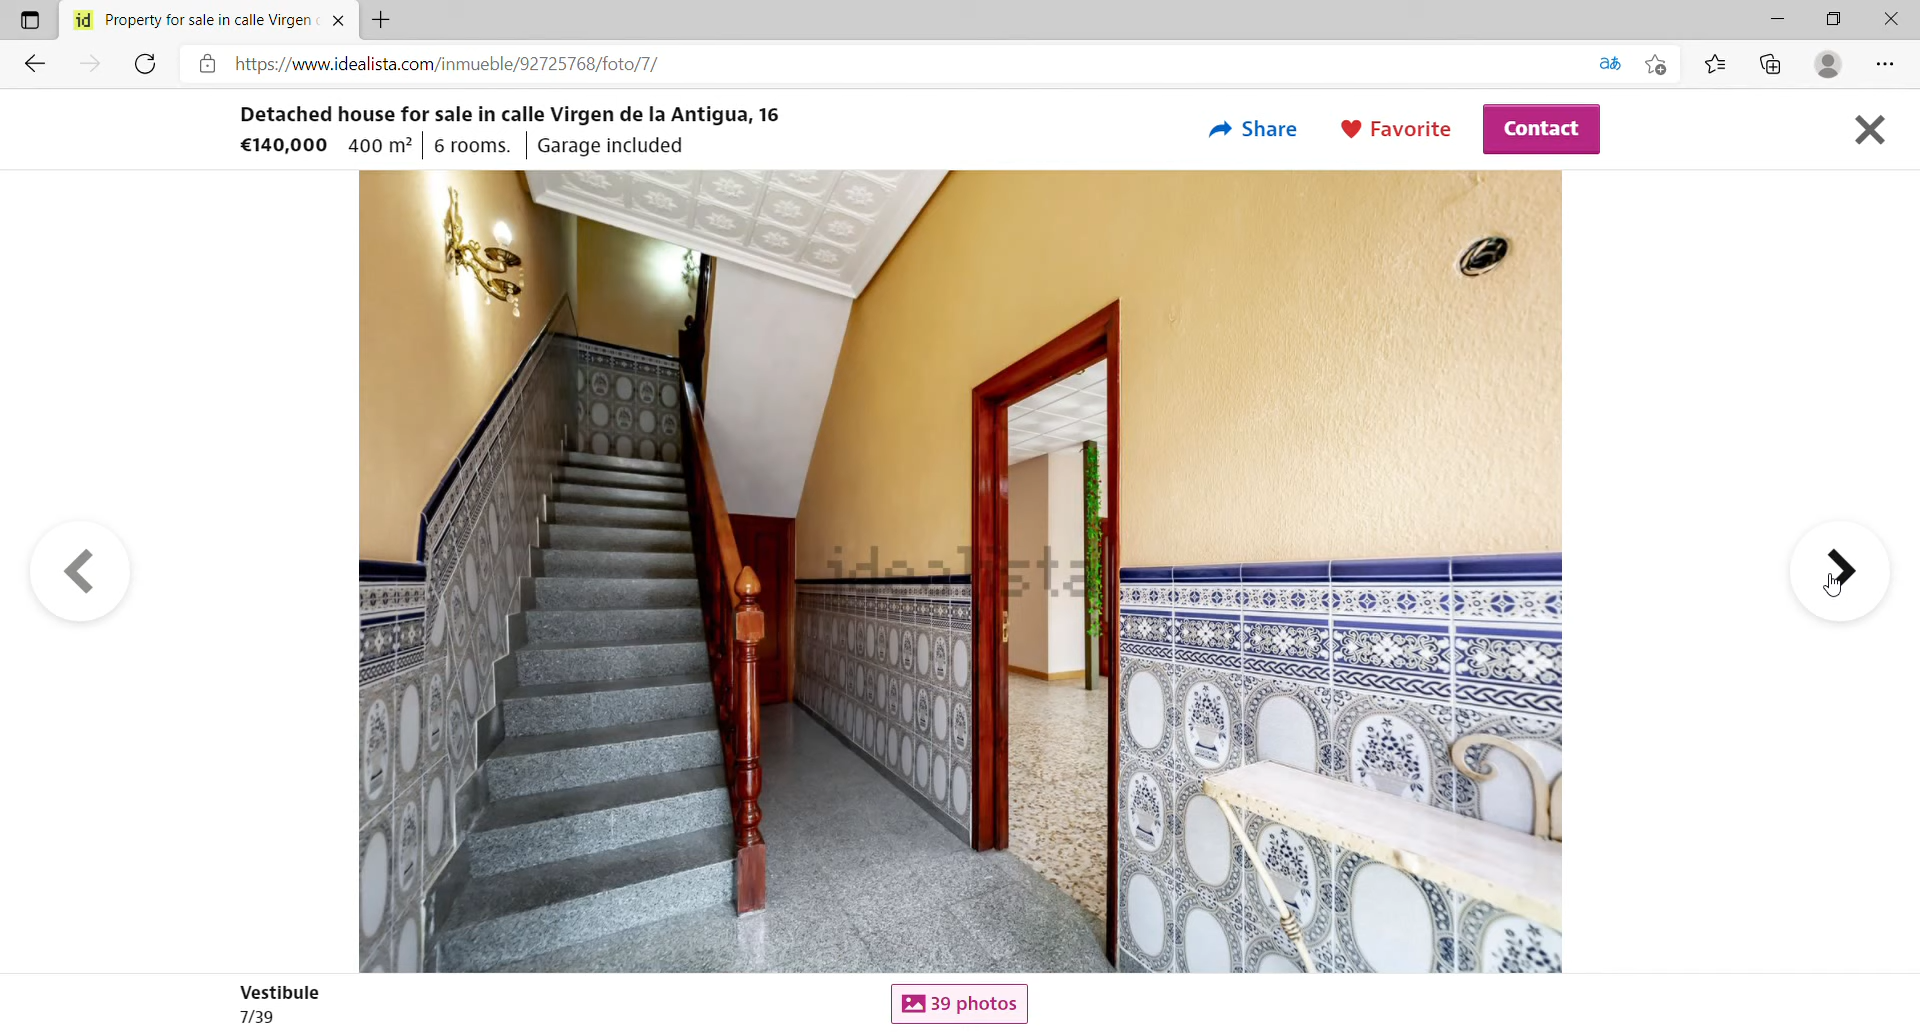 id Property for sale in calle Virgen
https://www.idealista.com/inmueble/92725768/foto/7/
Detached house for sale in calle Virgen de la Antigua, 16
€140,000 400 m² 6 rooms. Garage included
Share
Favorite
Contact
idealista
Vestibule
7/39
39 photos